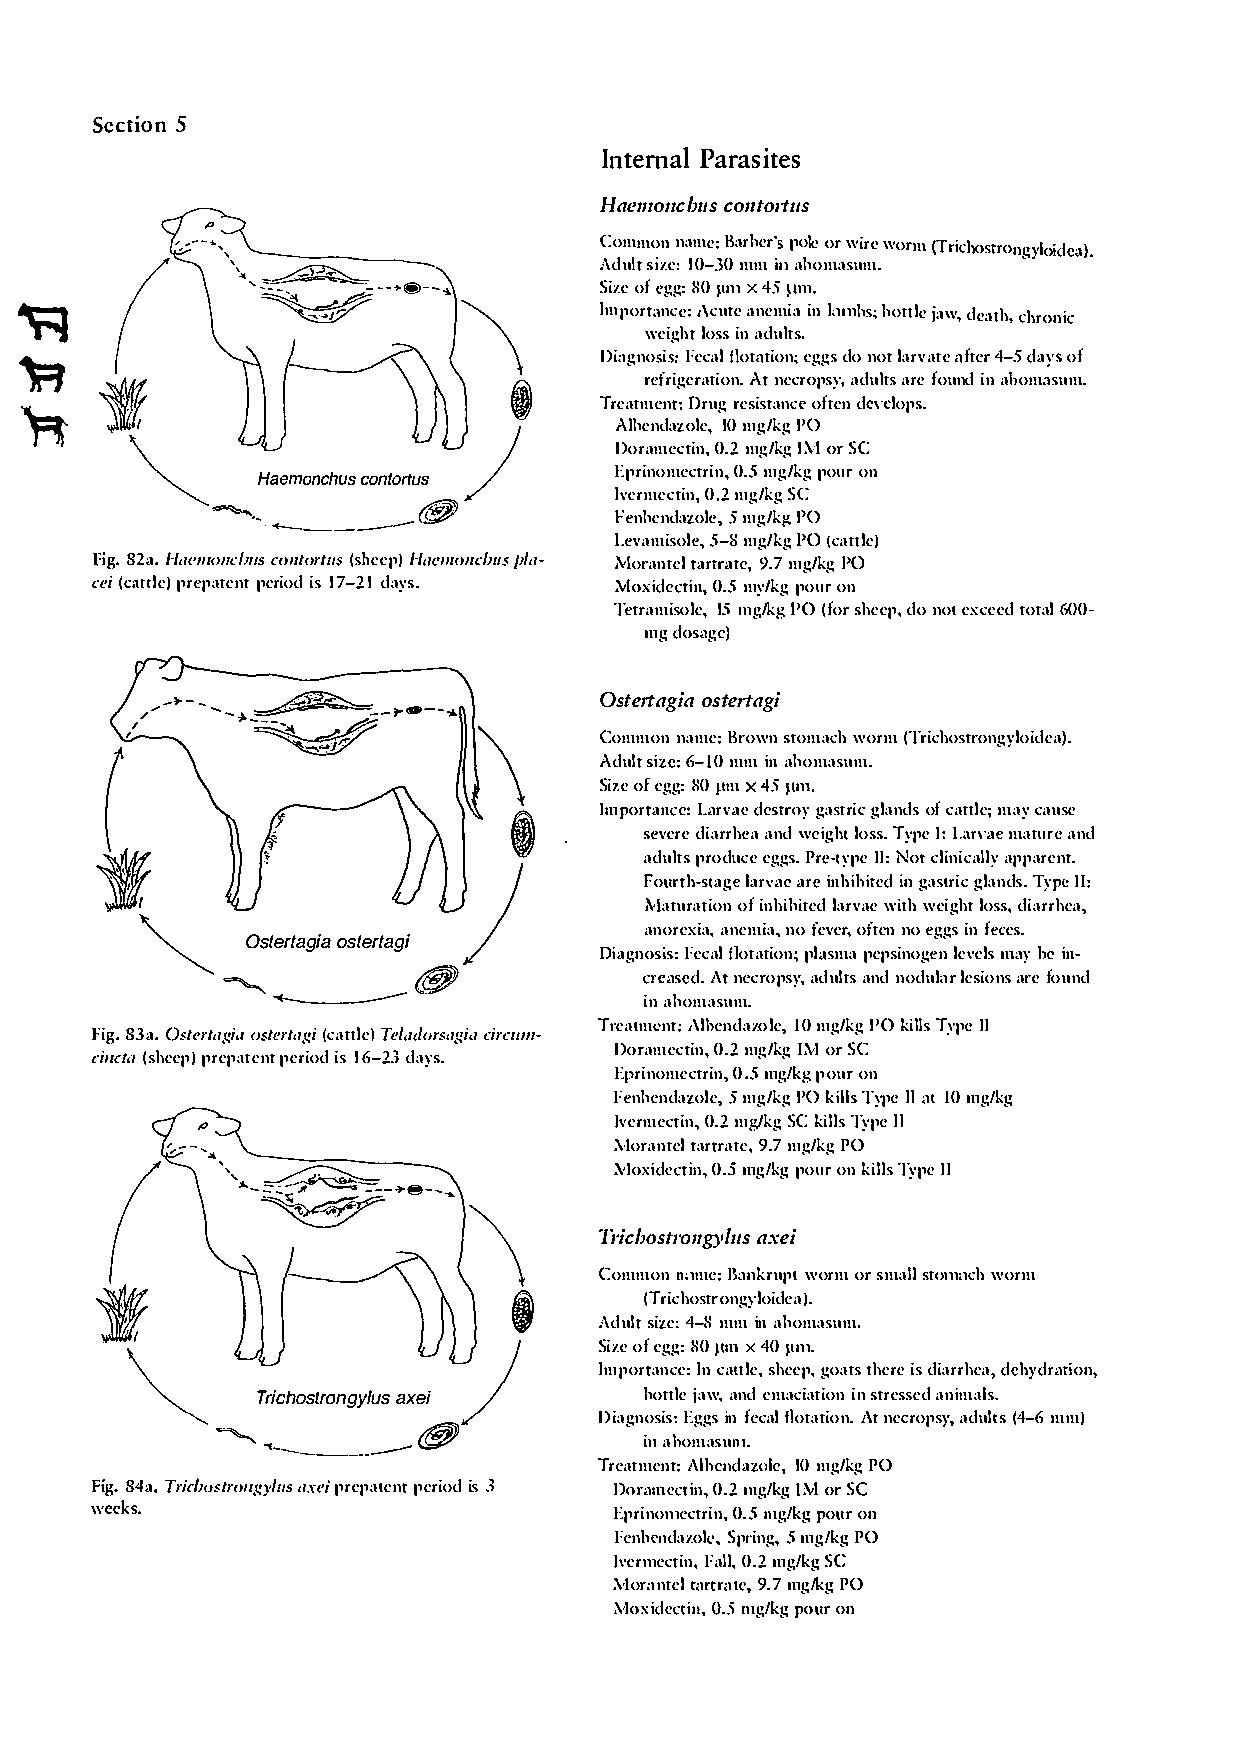 Section 5
Haemonchus contortus
Fig. 82a. Haemonchus contortus (sheep) Haemonchus pla-
cei (cattle) prepatent period is 17–21 days.
Ostertagia ostertagi
Fig. 83a. Ostertagia ostertagi (cattle) Teladorsagia circum-
cincta (sheep) prepatent period is 16–23 days.
Trichostrongylus axei
Fig. 84a. Trichostrongylus axei prepatent period is 3
weeks.
Internal Parasites
Haemonchus contortus
Common name: Barber's pole or wire worm (Trichostrongyloidea).
Adult size: 10–30 mm in abomasum.
Size of egg: 80 µm × 45 µm.
Importance: Acute anemia in lambs; bottle jaw, death, chronic
weight loss in adults.
Diagnosis: Fecal flotation; eggs do not larvate after 4–5 days of
refrigeration. At necropsy, adults are found in abomasum.
Treatment: Drug resistance often develops.
Albendazole, 10 mg/kg PO
Doramectin, 0.2 mg/kg IM or SC
Eprinomectrin, 0.5 mg/kg pour on
Ivermectin, 0.2 mg/kg SC
Fenbendazole, 5 mg/kg PO
Levamisole, 5–8 mg/kg PO (cattle)
Morantel tartrate, 9.7 mg/kg PO
Moxidectin, 0.5 my/kg pour on
Tetramisole, 15 mg/kg PO (for sheep, do not exceed total 600-
mg dosage)
Ostertagia ostertagi
Common name: Brown stomach worm (Trichostrongyloidea).
Adult size: 6–10 mm in abomasum.
Size of egg: 80 µm × 45 µm.
Importance: Larvae destroy gastric glands of cattle; may cause
severe diarrhea and weight loss. Type I: Larvae mature and
adults produce eggs. Pre-type II: Not clinically apparent.
Fourth-stage larvae are inhibited in gastric glands. Type II:
Maturation of inhibited larvae with weight loss, diarrhea,
anorexia, anemia, no fever, often no eggs in feces.
Diagnosis: Fecal flotation; plasma pepsinogen levels may be in-
creased. At necropsy, adults and nodular lesions are found
in abomasum.
Treatment: Albendazole, 10 mg/kg PO kills Type II
Doramectin, 0.2 mg/kg IM or SC
Eprinomectrin, 0.5 mg/kg pour on
Fenbendazole, 5 mg/kg PO kills Type II at 10 mg/kg
Ivermectin, 0.2 mg/kg SC kills Type II
Morantel tartrate, 9.7 mg/kg PO
Moxidectin, 0.5 mg/kg pour on kills Type II
Trichostrongylus axei
Common name: Bankrupt worm or small stomach worm
(Trichostrongyloidea).
Adult size: 4–8 mm in abomasum.
Size of egg: 80 µm × 40 µm.
Importance: In cattle, sheep, goats there is diarrhea, dehydration,
bottle jaw, and emaciation in stressed animals.
Diagnosis: Eggs in fecal flotation. At necropsy, adults (4–6 mm)
in abomasum.
Treatment: Albendazole, 10 mg/kg PO
Doramectin, 0.2 mg/kg IM or SC
Eprinomectrin, 0.5 mg/kg pour on
Fenbendazole, Spring, 5 mg/kg PO
Ivermectin, Fall, 0.2 mg/kg SC
Morantel tartrate, 9.7 mg/kg PO
Moxidectin, 0.5 mg/kg pour on